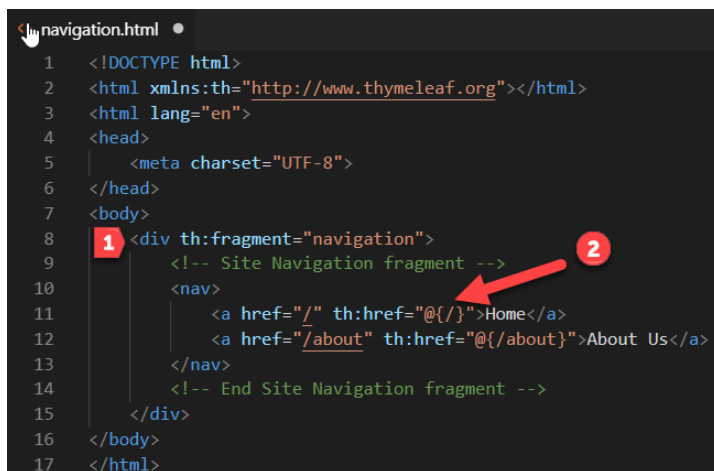 navigation.html
1 <!DOCTYPE html>
2 <html xmlns:th="http://www.thymeleaf.org"></html>
3 <html lang="en">
4 <head>
5 <meta charset="UTF-8">
6 </head>
7 <body>
8 1 <div th:fragment="navigation">
2
9 <!-- Site Navigation fragment -->
10 <nav>
11 <a href="/" th:href="@{/}">Home</a>
12 <a href="/about" th:href="@{/about}">About Us</a>
13 </nav>
14 <!-- End Site Navigation fragment -->
15 </div>
16 </body>
17 </html>